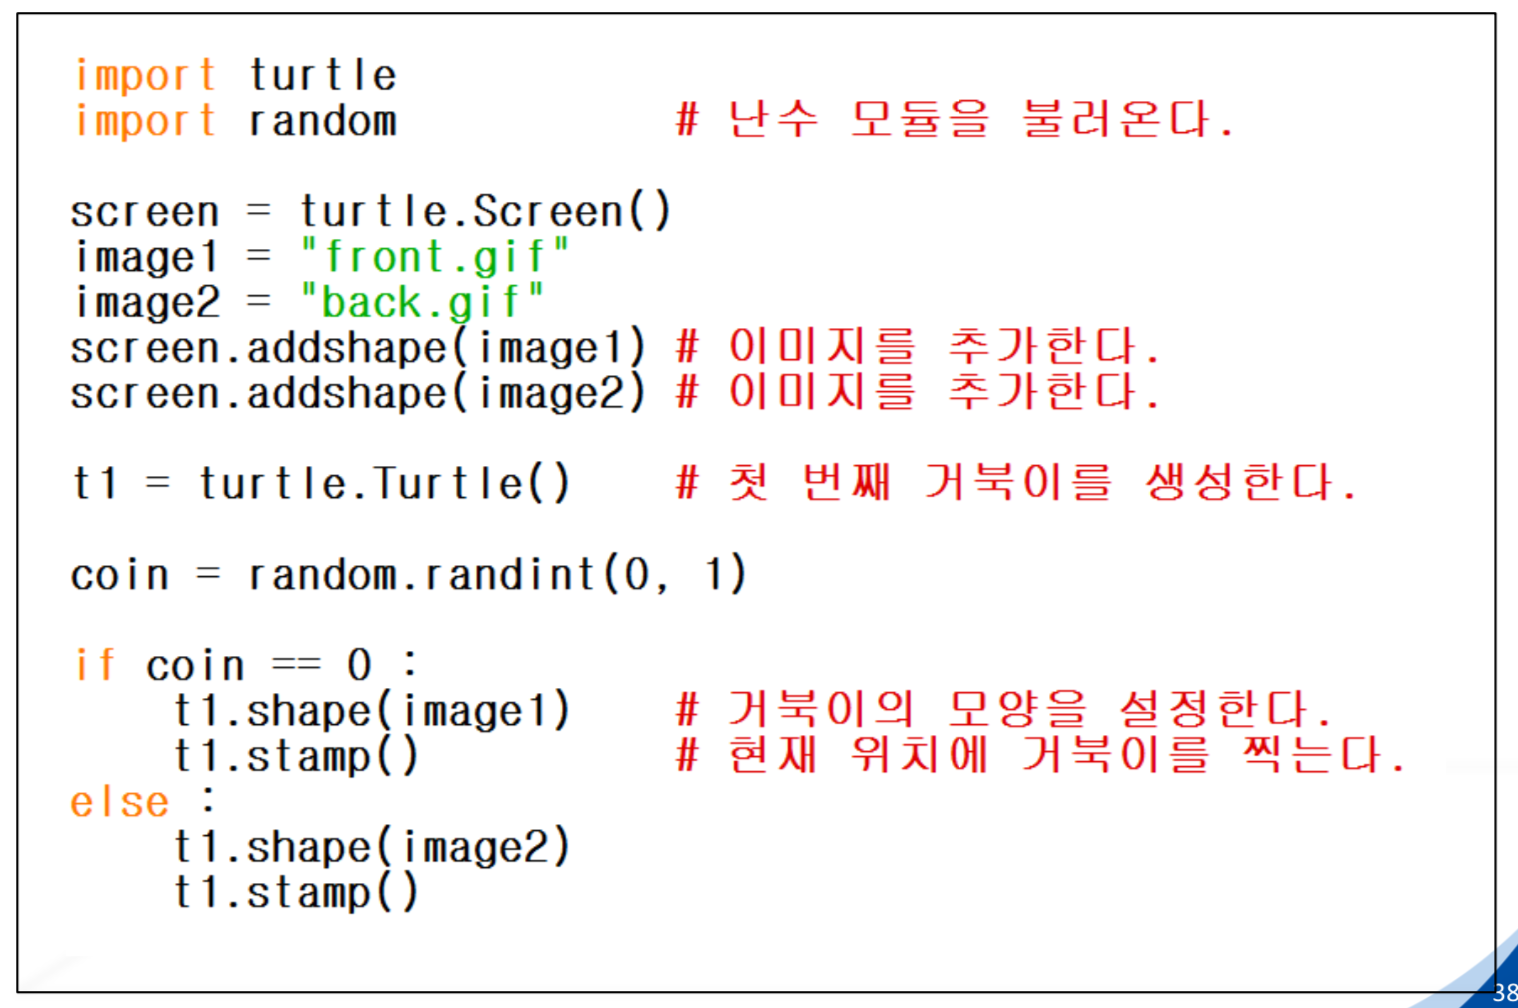 import turtle
import random # 난수 모듈을 불러온다.
screen = turtle.Screen()
image1 = "front.gif"
image2 = "back.gif"
screen.addshape(image1) # 이미지를 추가한다.
screen.addshape(image2) # 이미지를 추가한다.
t1 = turtle.Turtle() # 첫 번째 거북이를 생성한다.
coin = random.randint(0, 1)
if coin == 0 :
t1.shape(image1) # 거북이의 모양을 설정한다.
t1.stamp() # 현재 위치에 거북이를 찍는다.
else :
t1.shape(image2)
t1.stamp()
38